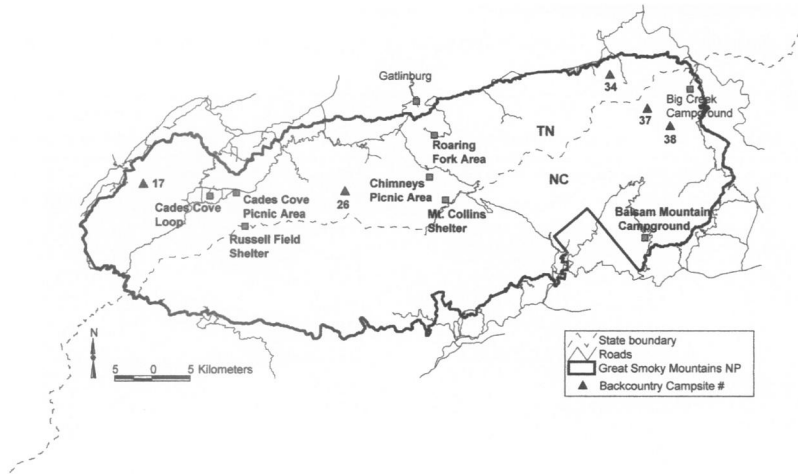 Gatlinburg
34
Big Creek
Campground
37
38
TN
Roaring
Fork Area
NC
17
Chimneys
Picnic Area
26
Cades Cove
Loop
Cades Cove
Picnic Area
Mt. Collins
Shelter
Russell Field
Shelter
Balsam Mountain
Campground
N
5 0 5 Kilometers
State boundary
Roads
Great Smoky Mountains NP
Backcountry Campsite #